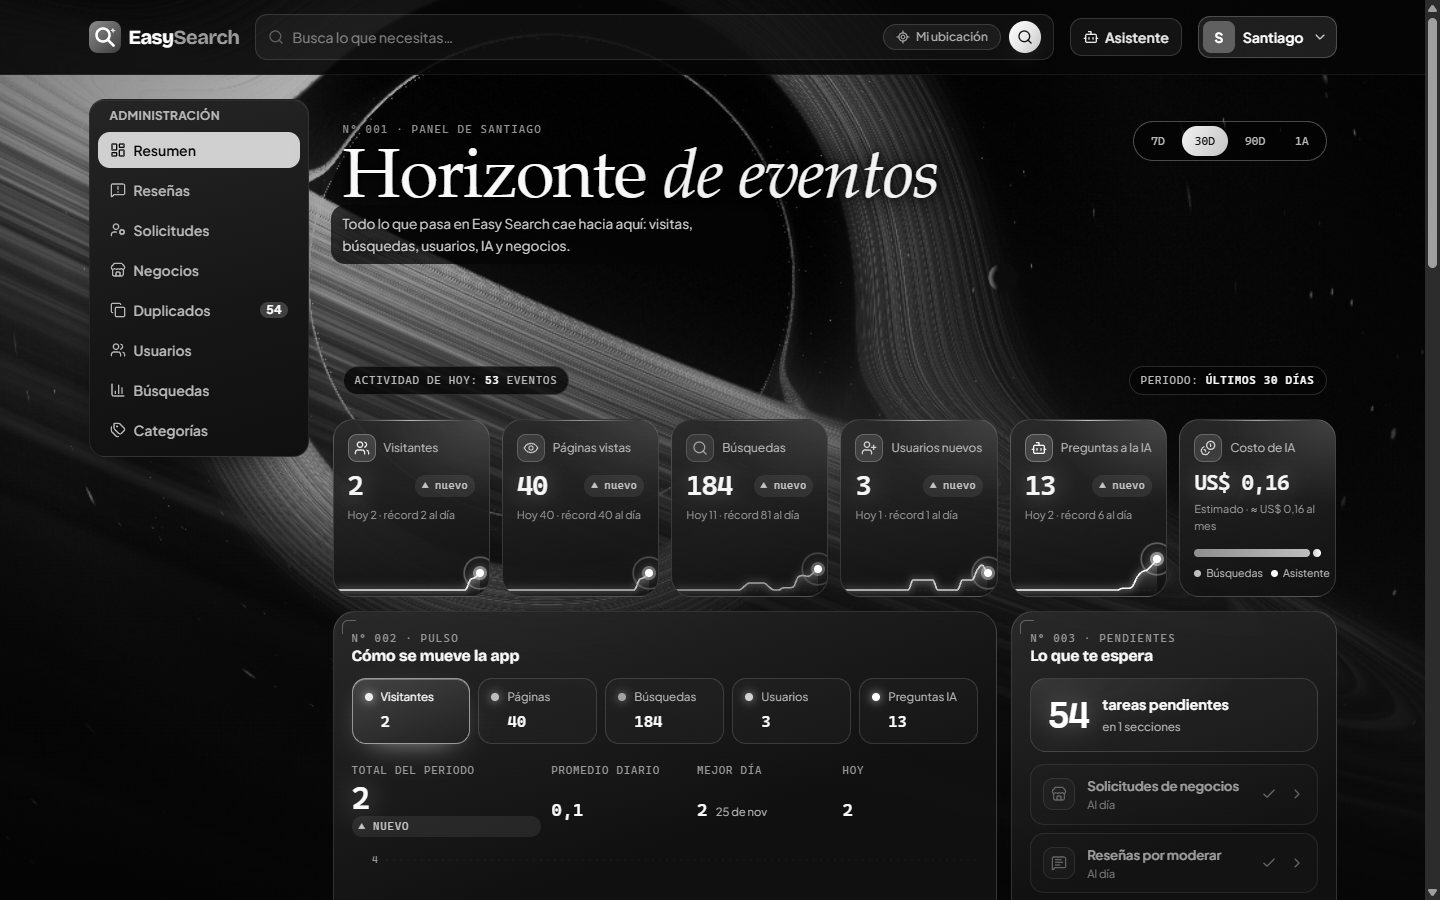 EasySearch
Busca lo que necesitas...
Mi ubicación
Asistente
S
Santiago
ADMINISTRACIÓN
Resumen
Reseñas
Solicitudes
Negocios
Duplicados 54
Usuarios
Búsquedas
Categorías
N° 001 · PANEL DE SANTIAGO
Horizonte de eventos
Todo lo que pasa en Easy Search cae hacia aquí: visitas,
búsquedas, usuarios, IA y negocios.
7D 30D 90D 1A
ACTIVIDAD DE HOY: 53 EVENTOS
PERIODO: ÚLTIMOS 30 DÍAS
Visitantes
2 ▲ nuevo
Hoy 2 · récord 2 al día
Páginas vistas
40 ▲ nuevo
Hoy 40 · récord 40 al día
Búsquedas
184 ▲ nuevo
Hoy 11 · récord 81 al día
Usuarios nuevos
3 ▲ nuevo
Hoy 1 · récord 1 al día
Preguntas a la IA
13 ▲ nuevo
Hoy 2 · récord 6 al día
Costo de IA
US$ 0,16
Estimado · ≈ US$ 0,16 al
mes
Búsquedas Asistente
N° 002 · PULSO
Cómo se mueve la app
Visitantes
2
Páginas
40
Búsquedas
184
Usuarios
3
Preguntas IA
13
TOTAL DEL PERIODO
2
▲ NUEVO
PROMEDIO DIARIO
0,1
MEJOR DÍA
2 25 de nov
HOY
2
4
N° 003 · PENDIENTES
Lo que te espera
54 tareas pendientes
en 1 secciones
Solicitudes de negocios
Al día
Reseñas por moderar
Al día